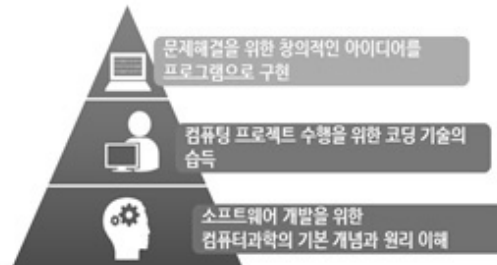 문제해결을 위한 창의적인 아이디어를
프로그램으로 구현
컴퓨팅 프로젝트 수행을 위한 코딩 기술의
습득
소프트웨어 개발을 위한
컴퓨터과학의 기본 개념과 원리 이해